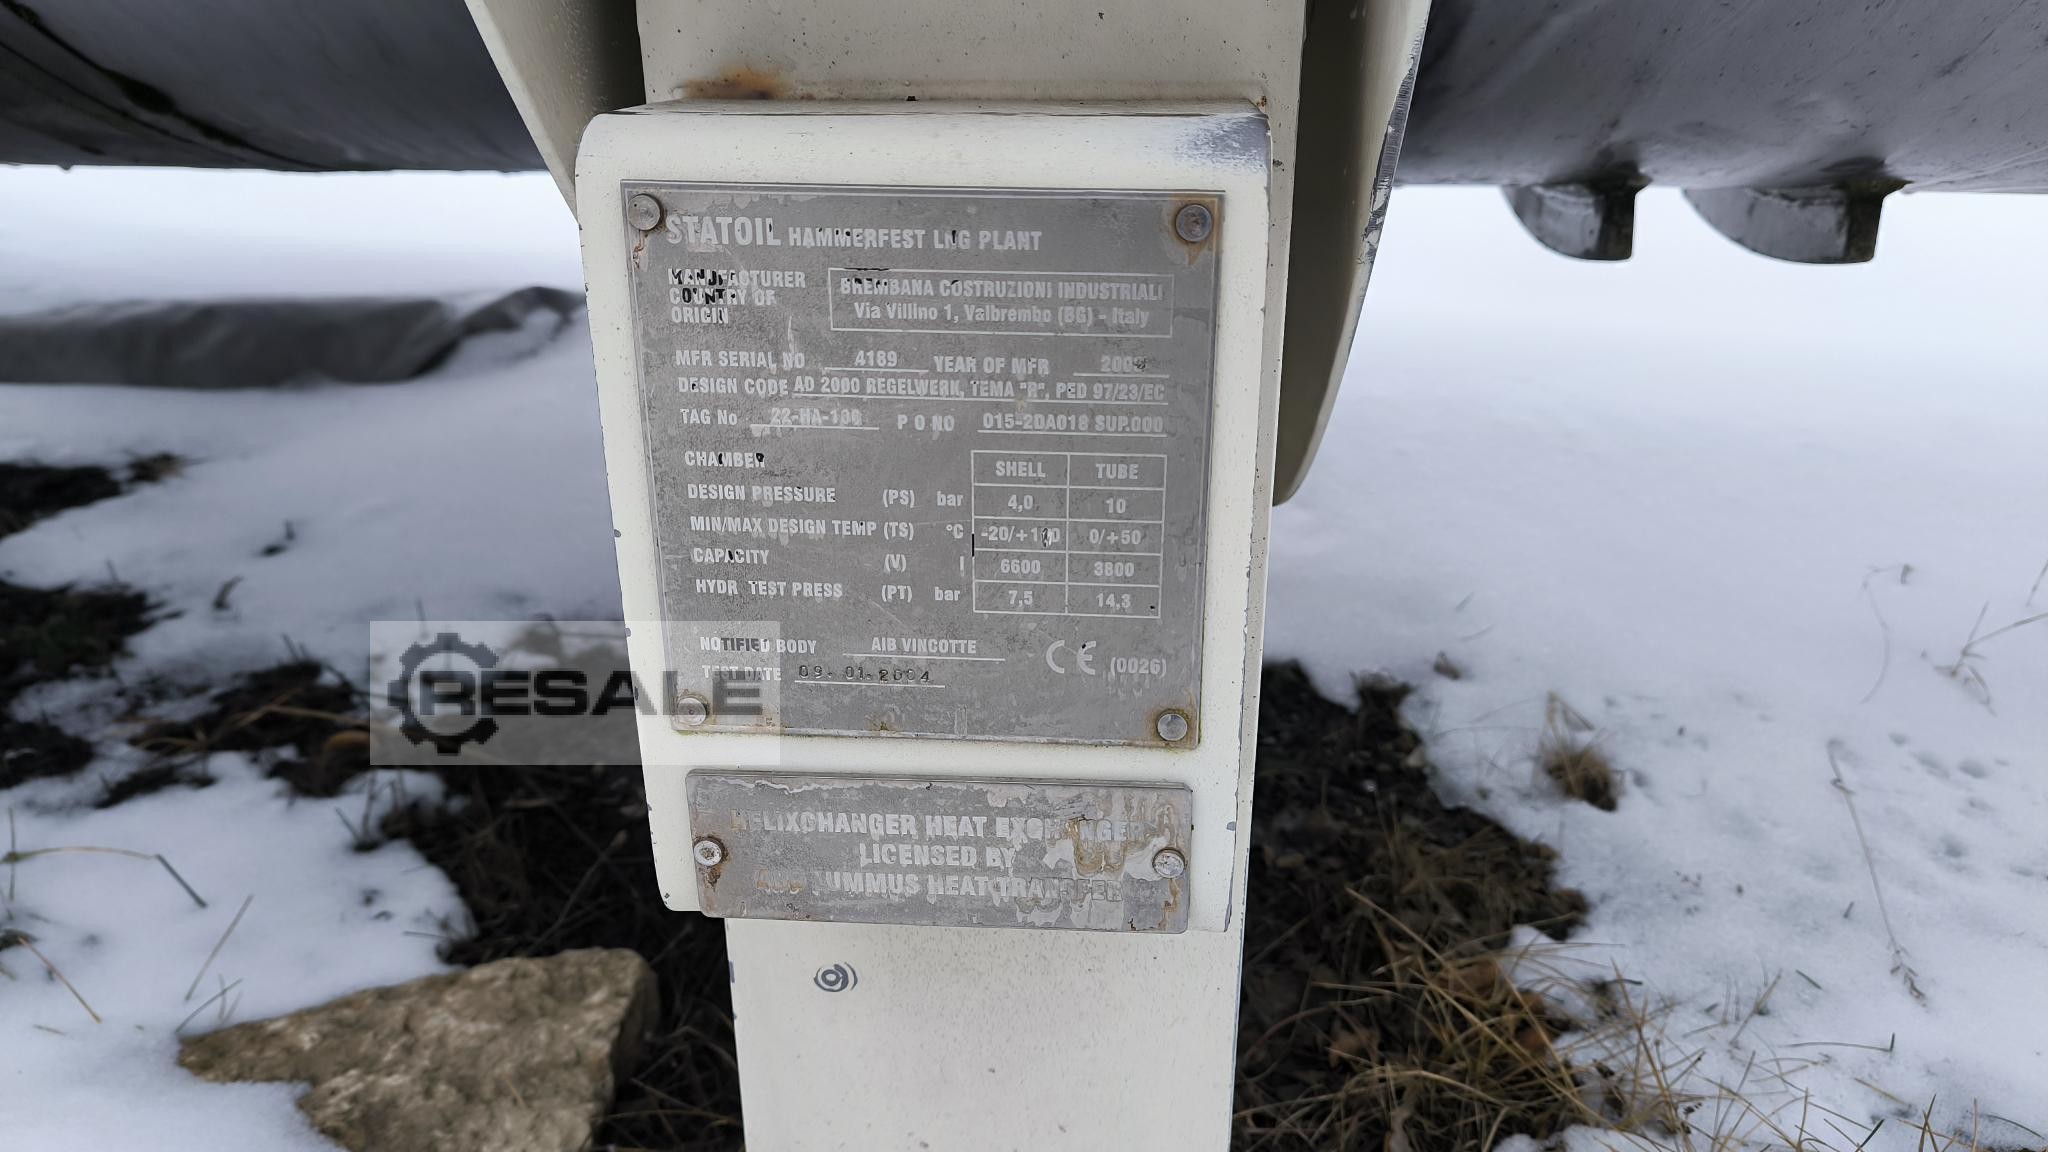 STATOIL HAMMERFEST LNG PLANT
MANUFACTURER
COUNTRY OF
ORIGIN
BREMBANA COSTRUZIONI INDUSTRIALI
Via Villino 1, Valbrembo (BG) - Italy
MFR SERIAL NO 4189 YEAR OF MFR
DESIGN CODE AD 2000 REGELWERK, TEMA "R", PED 97/23/EC
TAG No 22-HA-100 P O NO 015-2DA018 SUP.000
CHAMBER SHELL TUBE
DESIGN PRESSURE (PS) bar 4,0 10
MIN/MAX DESIGN TEMP (TS) °C -20/+100 0/+50
CAPACITY (V) l 6600 3800
HYDR TEST PRESS (PT) bar 7,5 14,3
NOTIFIED BODY AIB VINCOTTE CE (0026)
TEST DATE 09.01.2004
RESALE
HELIXCHANGER HEAT EXCHANGER
LICENSED BY
LUMMUS HEAT TRANSFER